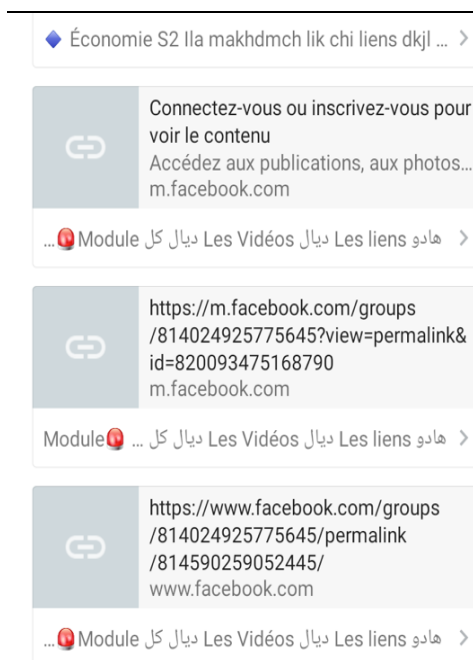 Économie S2 Ila makhdmch lik chi liens dkjl ...
Connectez-vous ou inscrivez-vous pour
voir le contenu
Accédez aux publications, aux photos...
m.facebook.com
هادو Les liens ديال Les Vidéos ديال كل Module🚨...
https://m.facebook.com/groups
/814024925775645?view=permalink&
id=820093475168790
m.facebook.com
هادو Les liens ديال Les Vidéos ديال كل ... 🚨Module
https://www.facebook.com/groups
/814024925775645/permalink
/814590259052445/
www.facebook.com
هادو Les liens ديال Les Vidéos ديال كل Module🚨...